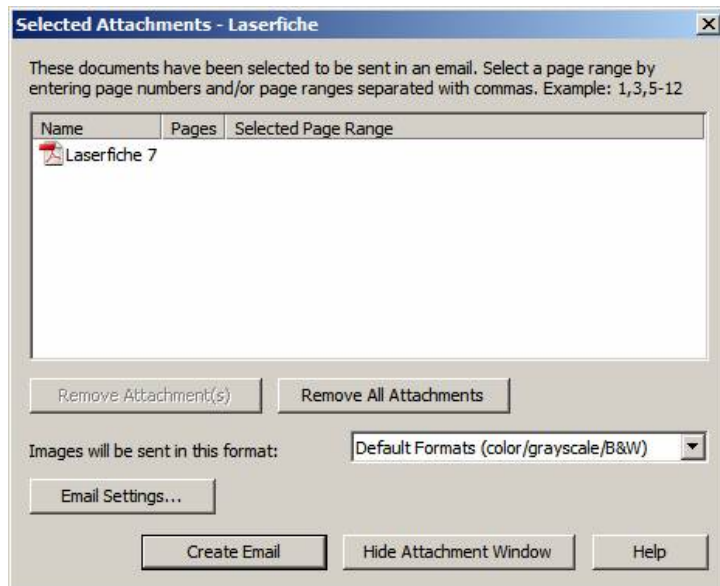 Selected Attachments - Laserfiche
These documents have been selected to be sent in an email. Select a page range by
entering page numbers and/or page ranges separated with commas. Example: 1,3,5-12
Name Pages Selected Page Range
Laserfiche 7
Remove Attachment(s) Remove All Attachments
Images will be sent in this format: Default Formats (color/grayscale/B&W)
Email Settings...
Create Email Hide Attachment Window Help